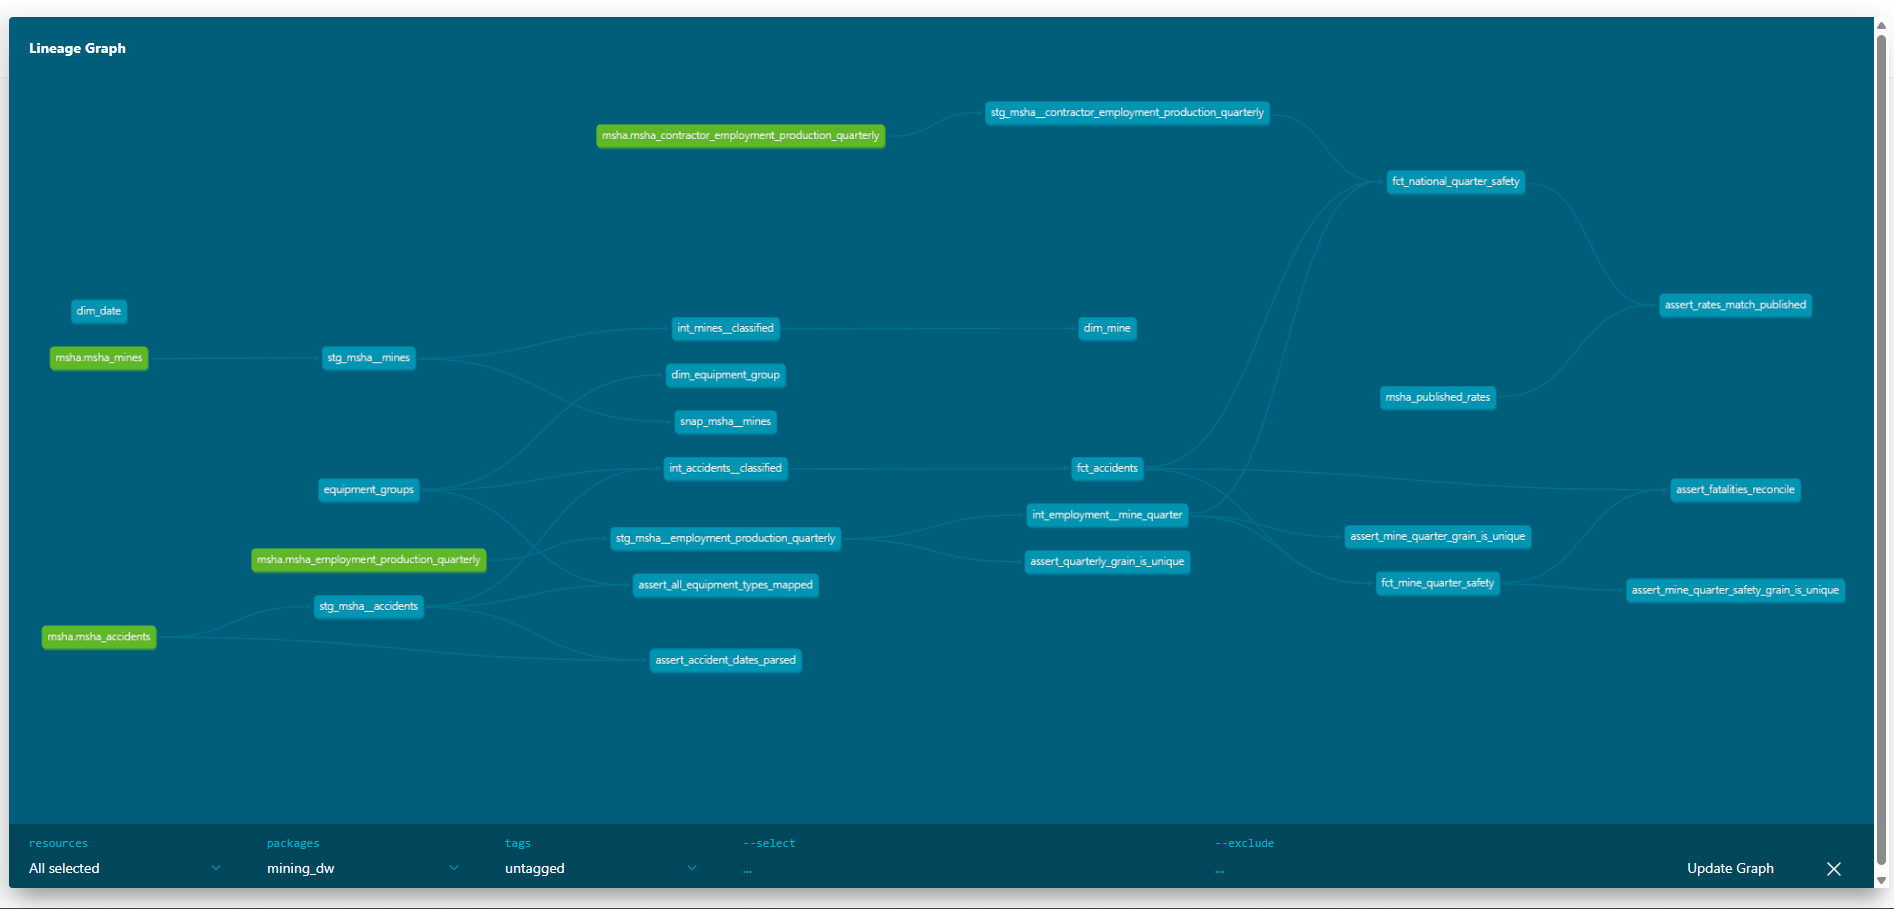 Lineage Graph
stg_msha__contractor_employment_production_quarterly
msha.msha_contractor_employment_production_quarterly
fct_national_quarter_safety
assert_rates_match_published
dim_date
int_mines__classified
dim_mine
msha.msha_mines
stg_msha__mines
dim_equipment_group
msha_published_rates
snap_msha__mines
int_accidents__classified
fct_accidents
equipment_groups
assert_fatalities_reconcile
int_employment__mine_quarter
stg_msha__employment_production_quarterly
assert_mine_quarter_grain_is_unique
msha.msha_employment_production_quarterly
assert_quarterly_grain_is_unique
assert_all_equipment_types_mapped
fct_mine_quarter_safety
assert_mine_quarter_safety_grain_is_unique
stg_msha__accidents
msha.msha_accidents
assert_accident_dates_parsed
resources packages tags --select --exclude
All selected mining_dw untagged ... ... Update Graph